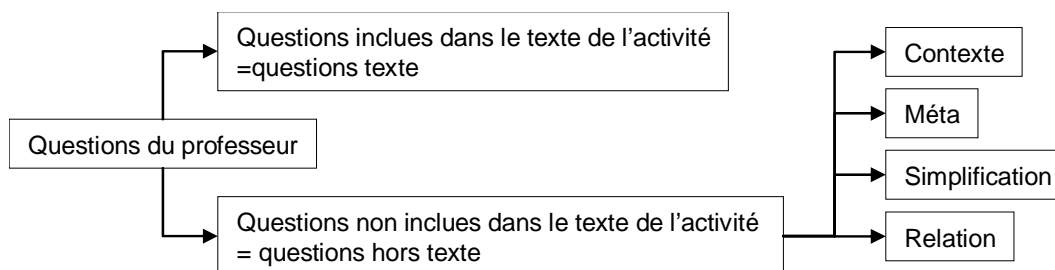 Questions inclues dans le texte de l’activité
=questions texte
Questions du professeur
Questions non inclues dans le texte de l’activité
= questions hors texte
Contexte
Méta
Simplification
Relation